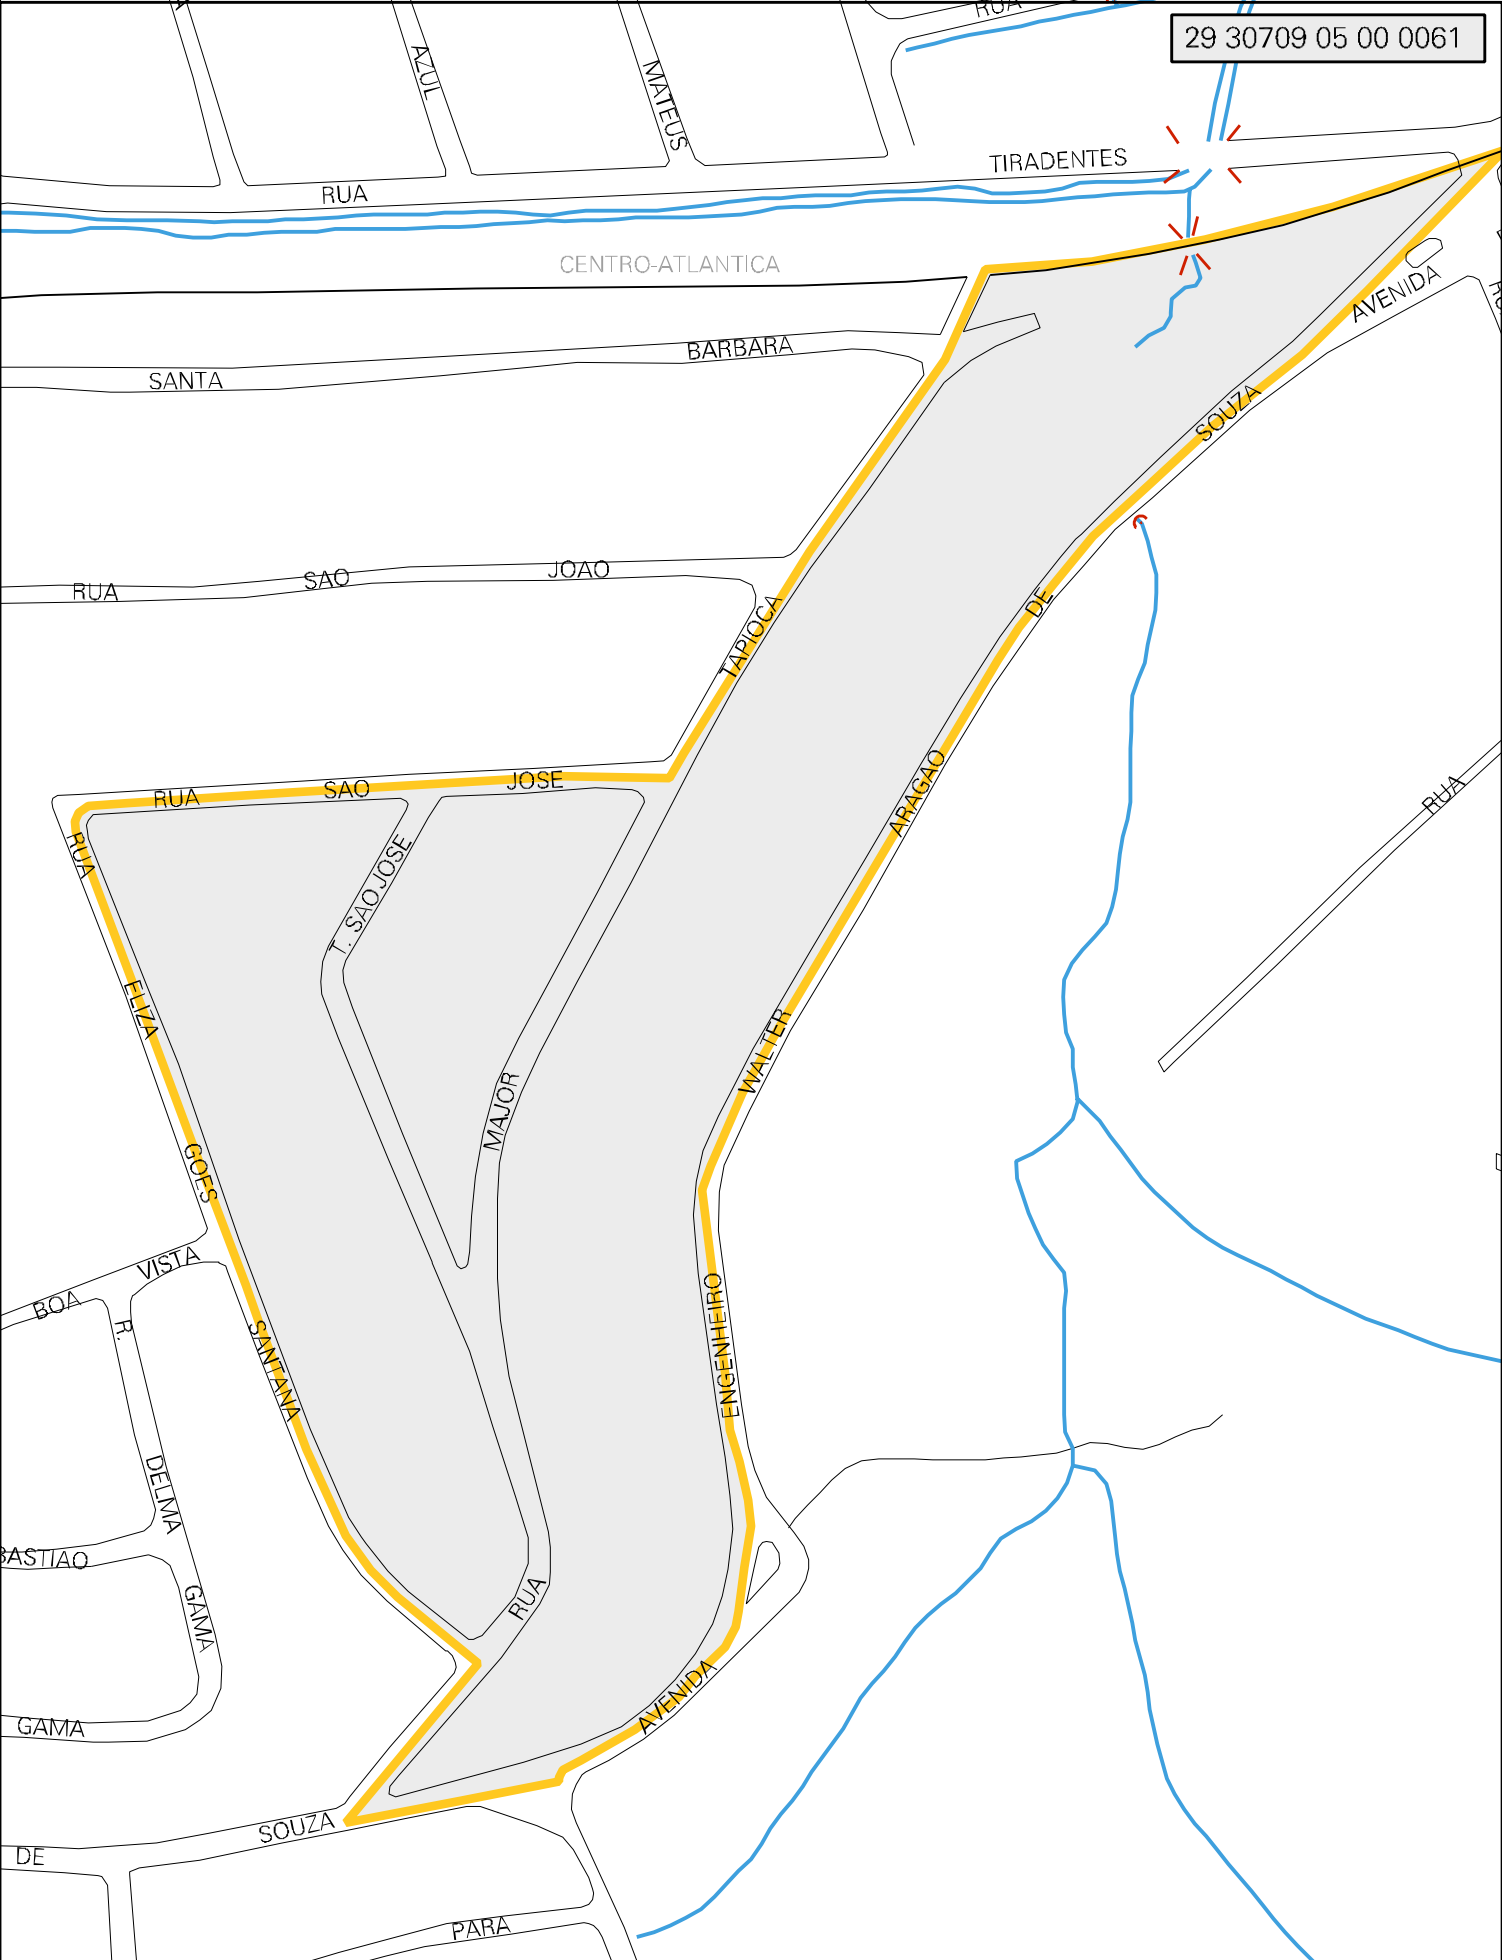 RUA
29 30709 05 00 0061
AZUL
MATEUS
TIRADENTES
RUA
CENTRO-ATLANTICA
AVENIDA
BARBARA
SANTA
SOUZA
JOAO
SAO
RUA
DE
TAPIOCA
JOSE
SAO
RUA
ARAGAO
RUA
RUA
T. SAO JOSE
ELIZA
WALTER
MAJOR
GOES
VISTA
BOA
R.
ENGENHEIRO
SANTANA
DELMA
BASTIAO
RUA
GAMA
AVENIDA
GAMA
SOUZA
DE
PARA